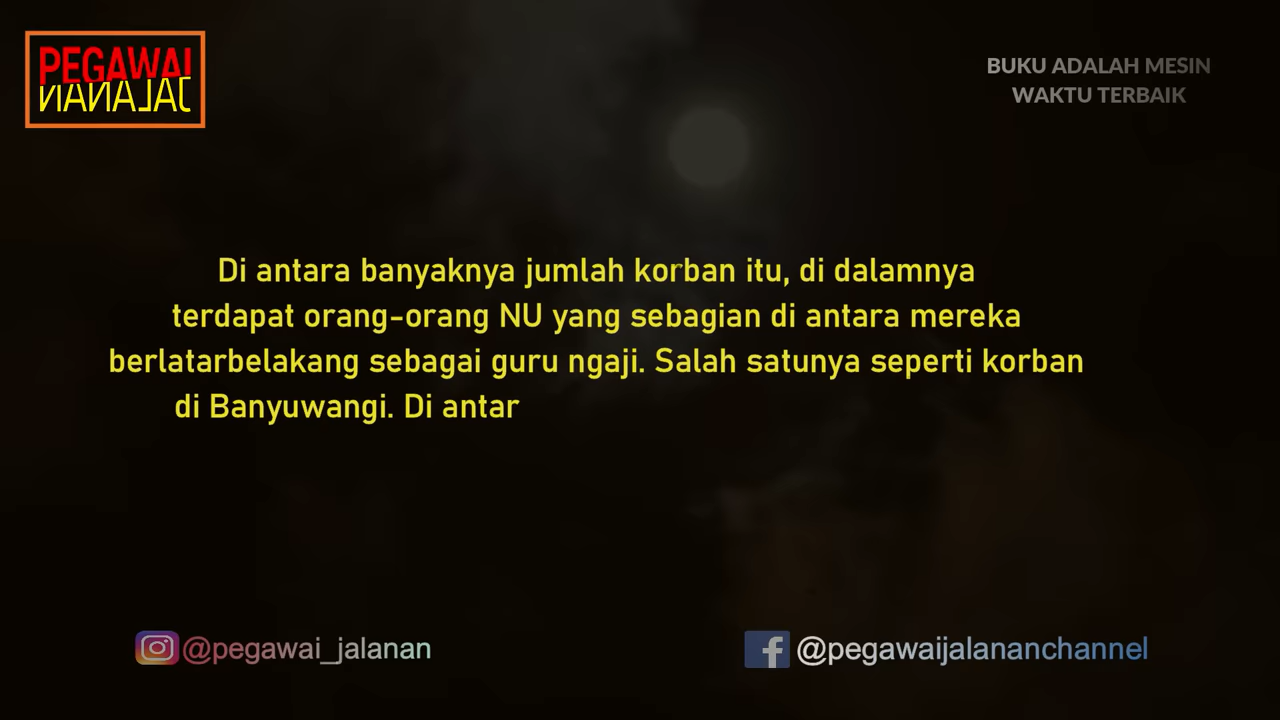 PEGAWAI
JALANAN
BUKU ADALAH MESIN
WAKTU TERBAIK
Di antara banyaknya jumlah korban itu, di dalamnya
terdapat orang-orang NU yang sebagian di antara mereka
berlatarbelakang sebagai guru ngaji. Salah satunya seperti korban
di Banyuwangi. Di antar
@pegawai_jalanan
@pegawaijalananchannel